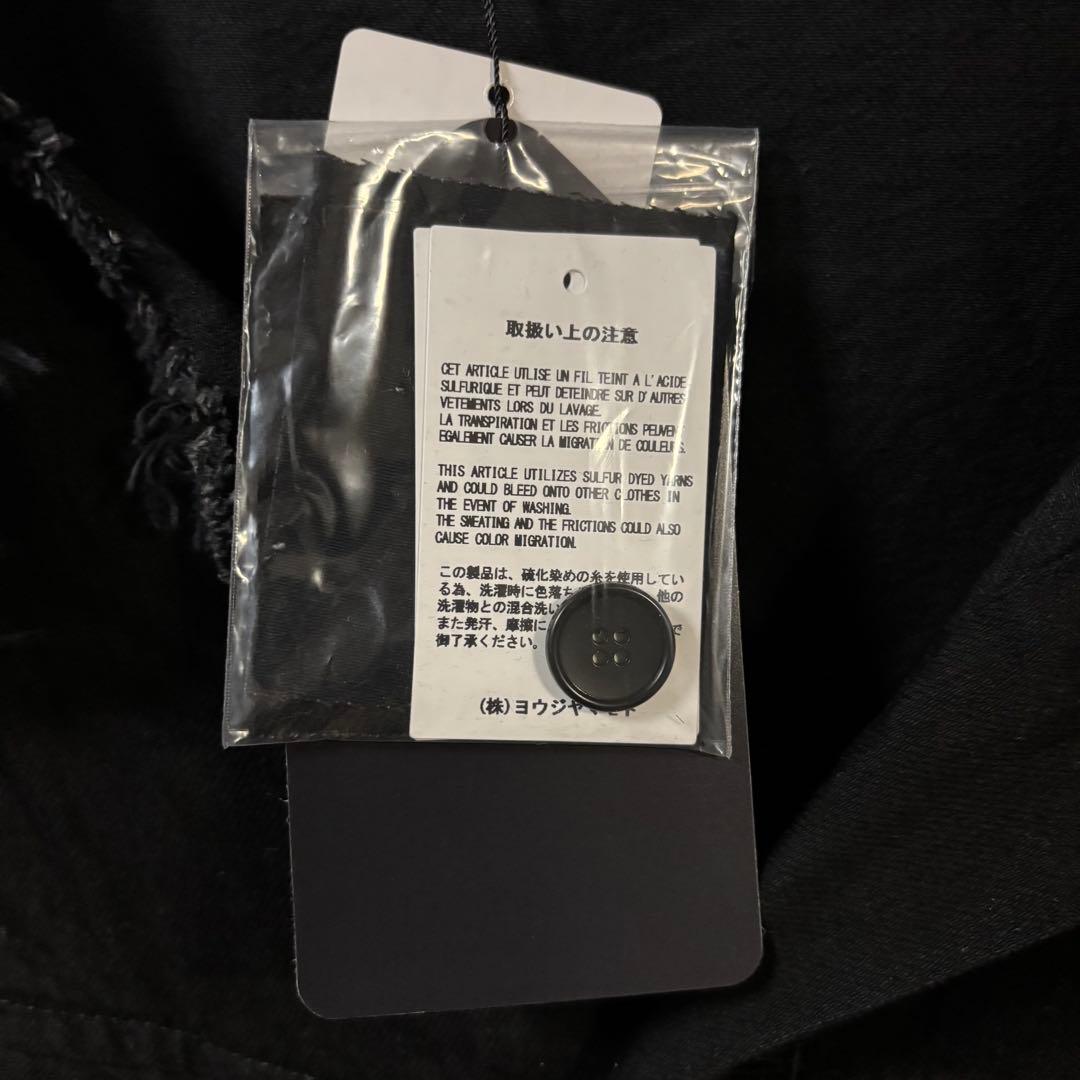 取扱い上の注意
CET ARTICLE UTLISE UN FIL TEINT A L'ACIDE
SULFURIQUE ET PEUT DETEINDRE SUR D'AUTRES
VETEMENTS LORS DU LAVAGE.
LA TRANSPIRATION ET LES FRICTIONS PEUVENT
EGALEMENT CAUSER LA MIGRATION DE COULEURS.
THIS ARTICLE UTILIZES SULFUR DYED YARNS
AND COULD BLEED ONTO OTHER CLOTHES IN
THE EVENT OF WASHING.
THE SWEATING AND THE FRICTIONS COULD ALSO
CAUSE COLOR MIGRATION.
この製品は、硫化染めの糸を使用してい
る為、洗濯時に色落ち 他の
洗濯物との混合洗い
また発汗、摩擦に で
御了承ください。
(株)ヨウジヤマモト